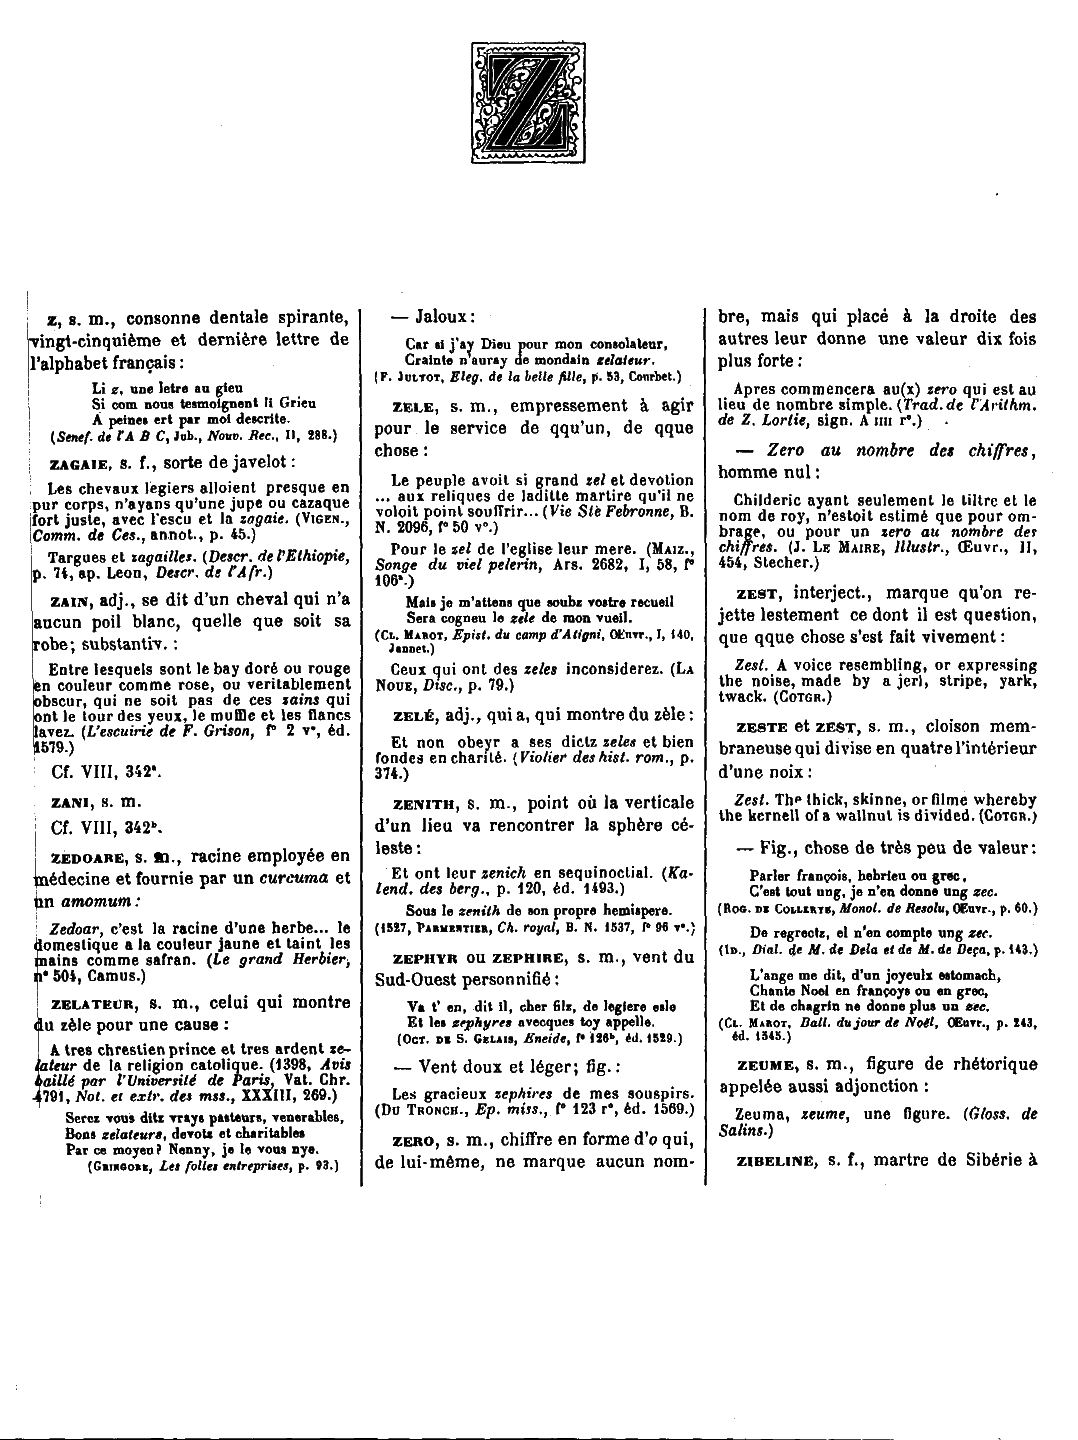 Z
Z, s. m., consonne dentale spirante,
vingt-cinquième et dernière lettre de
l'alphabet français :
Li z, une letre au gieu
Si com nous tesmoignent li Grieu
A peines ert par moi descrite.
(Senef. de l'A B C, Jub., Nouv. Rec., II, 288.)
ZAGAIE, s. f., sorte de javelot :
Les chevaux legiers alloient presque en
pur corps, n'ayans qu'une jupe ou cazaque
fort juste, avec l'escu et la zagaie. (VIGEN.,
Comm. de Ces., annot., p. 45.)
Targues et zagailles. (Descr. de l'Ethiopie,
p. 74, ap. Leon, Descr. de l'Afr.)
ZAIN, adj., se dit d'un cheval qui n'a
aucun poil blanc, quelle que soit sa
robe; substantiv. :
Entre lesquels sont le bay doré ou rouge
en couleur comme rose, ou veritablement
obscur, qui ne soit pas de ces zains qui
ont le tour des yeux, le muffle et les flancs
lavez. (L'escuirie de F. Grison, f° 2 v°, éd.
1579.)
Cf. VIII, 342ª.
ZANI, s. m.
Cf. VIII, 342ᵇ.
ZEDOARE, s. m., racine employée en
médecine et fournie par un curcuma et
un amomum :
Zedoar, c'est la racine d'une herbe... le
domestique a la couleur jaune et taint les
mains comme safran. (Le grand Herbier,
n° 504, Camus.)
ZELATEUR, s. m., celui qui montre
du zèle pour une cause :
A tres chrestien prince et tres ardent ze-
lateur de la religion catolique. (1398, Avis
baillé par l'Université de Paris, Vat. Chr.
4791, Not. et extr. des mss., XXXIII, 269.)
Serez vous ditz vrays pasteurs, venerables,
Bons zelateurs, devots et charitables
Par ce moyen? Nenny, je le vous nye.
(GRINGORE, Les folles entreprises, p. 93.)
— Jaloux :
Car si j'ay Dieu pour mon consolateur,
Crainte n'auray de mondain zelateur.
(F. JULYOT, Eleg. de la belle fille, p. 53, Courbet.)
ZELE, s. m., empressement à agir
pour le service de qqu'un, de qque
chose :
Le peuple avoit si grand zel et devotion
... aux reliques de laditte martire qu'il ne
voloit point souffrir... (Vie Stè Febronne, B.
N. 2096, f° 50 v°.)
Pour le zel de l'eglise leur mere. (MAIZ.,
Songe du viel pelerin, Ars. 2682, I, 58, f°
106ª.)
Mais je m'attens que soubz vostre recueil
Sera cogneu le zele de mon vueil.
(CL. MAROT, Epist. du camp d'Atigni, Œuvr., I, 140,
Jannet.)
Ceux qui ont des zeles inconsiderez. (LA
NOUE, Disc., p. 79.)
ZELÉ, adj., qui a, qui montre du zèle :
Et non obeyr a ses dictz zeles et bien
fondes en charité. (Violier des hist. rom., p.
374.)
ZENITH, s. m., point où la verticale
d'un lieu va rencontrer la sphère cé-
leste :
Et ont leur zenich en sequinoctial. (Ka-
lend. des berg., p. 120, éd. 1493.)
Sous le zenith de son propre hemispere.
(1527, PARMENTIER, Ch. royal, B. N. 1537, f° 96 v°.)
ZEPHYR OU ZEPHIRE, s. m., vent du
Sud-Ouest personnifié :
Va t' en, dit il, cher filz, de legiere esle
Et les zephyres avecques toy appelle.
(OCT. DE S. GELAIS, Eneide, f° 126ᵇ, éd. 1529.)
— Vent doux et léger; fig. :
Les gracieux zephires de mes souspirs.
(DU TRONCH., Ep. miss., f° 123 r°, éd. 1569.)
ZERO, s. m., chiffre en forme d'o qui,
de lui-même, ne marque aucun nom-
bre, mais qui placé à la droite des
autres leur donne une valeur dix fois
plus forte :
Apres commencera au(x) zero qui est au
lieu de nombre simple. (Trad. de l'Arithm.
de Z. Lortie, sign. A IIII r°.)
— Zero au nombre des chiffres,
homme nul :
Childeric ayant seulement le tiltre et le
nom de roy, n'estoit estimé que pour om-
brage, ou pour un zero au nombre des
chiffres. (J. LE MAIRE, Illustr., Œuvr., II,
454, Stecher.)
ZEST, interject., marque qu'on re-
jette lestement ce dont il est question,
que qque chose s'est fait vivement :
Zest. A voice resembling, or expressing
the noise, made by a jerl, stripe, yark,
twack. (COTGR.)
ZESTE et ZEST, s. m., cloison mem-
braneuse qui divise en quatre l'intérieur
d'une noix :
Zest. The thick, skinne, or filme whereby
the kernell of a wallnut is divided. (COTGR.)
— Fig., chose de très peu de valeur :
Parler françois, hebrieu ou grec,
C'est tout ung, je n'en donne ung zec.
(ROG. DE COLLERYE, Monol. de Resolu, Œuvr., p. 60.)
De regrectz, el n'en compte ung zec.
(ID., Dial. de M. de Dela et de M. de Deça, p. 143.)
L'ange me dit, d'un joyeulx estomach,
Chante Noel en françoys ou en grec,
Et de chagrin ne donne plus un zec.
(CL. MAROT, Ball. du jour de Noël, Œuvr., p. 243,
éd. 1545.)
ZEUME, s. m., figure de rhétorique
appelée aussi adjonction :
Zeuma, zeume, une figure. (Gloss. de
Salins.)
ZIBELINE, s. f., martre de Sibérie à